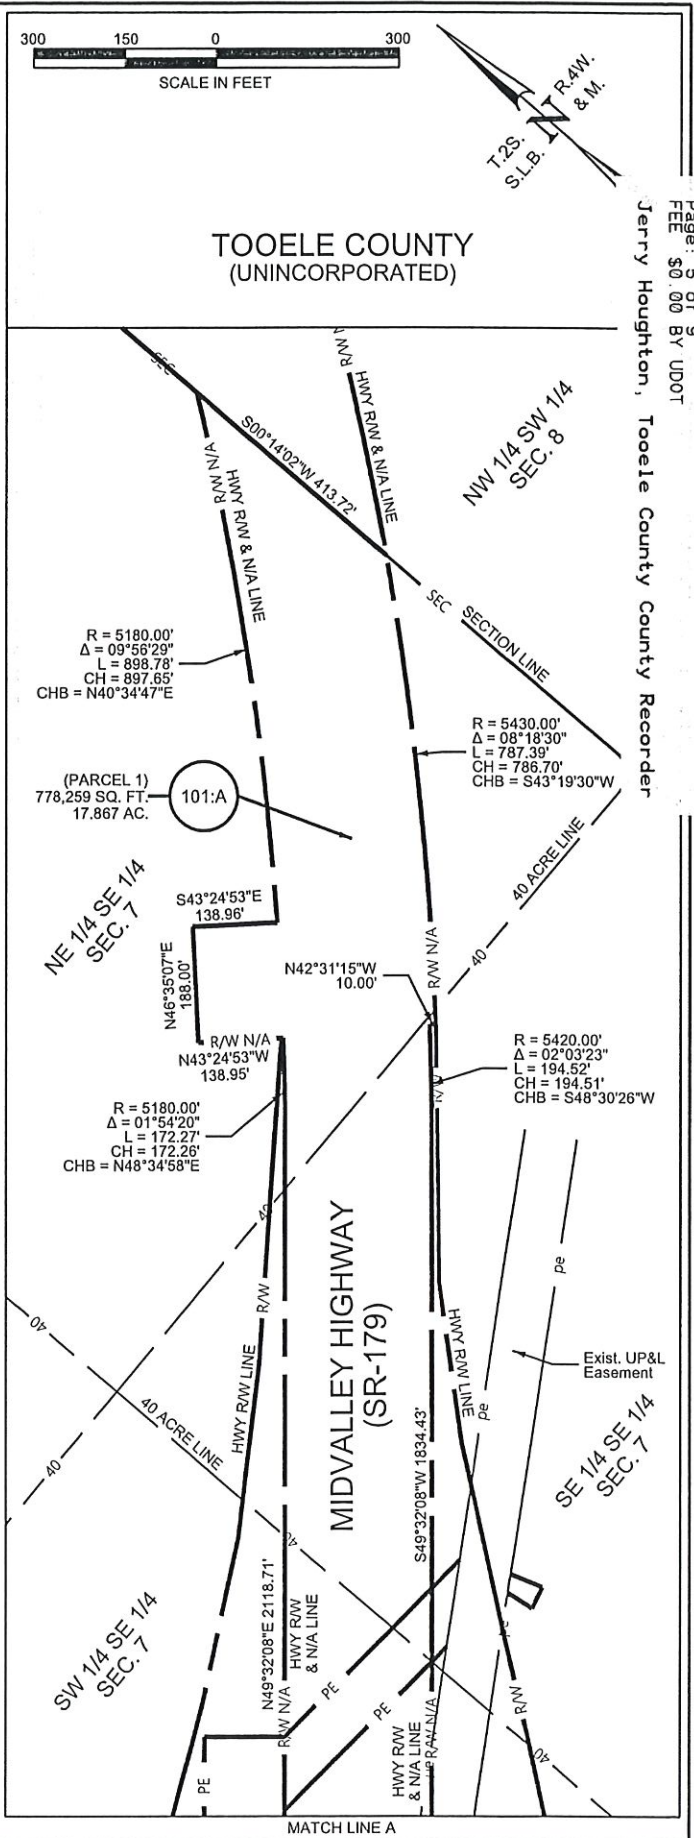 300 150 0 300
SCALE IN FEET
R.4W.
& M.
T.2S.
S.L.B.
FEE $0.00 BY UDOT
Jerry Houghton, Tooele County County Recorder
TOOELE COUNTY
(UNINCORPORATED)
SEC
R/W N/A
HWY R/W & N/A LINE
S00°14'02"W 413.72'
R/W
HWY R/W & N/A LINE
NW 1/4 SW 1/4
SEC. 8
SEC
SECTION LINE
R = 5180.00'
Δ = 09°56'29"
L = 898.78'
CH = 897.65'
CHB = N40°34'47"E
R = 5430.00'
Δ = 08°18'30"
L = 787.39'
CH = 786.70'
CHB = S43°19'30"W
(PARCEL 1)
778,259 SQ. FT.
17.867 AC.
101:A
40 ACRE LINE
40
NE 1/4 SE 1/4
SEC. 7
S43°24'53"E
138.96'
N46°35'07"E
188.00'
R/W N/A
N43°24'53"W
138.95'
N42°31'15"W
10.00'
R/W N/A
R/W
R = 5420.00'
Δ = 02°03'23"
L = 194.52'
CH = 194.51'
CHB = S48°30'26"W
R = 5180.00'
Δ = 01°54'20"
L = 172.27'
CH = 172.26'
CHB = N48°34'58"E
40
R/W
HWY R/W LINE
MIDVALLEY HIGHWAY
(SR-179)
HWY R/W LINE
pe
pe
Exist. UP&L
Easement
40
40 ACRE LINE
40
40
S49°32'08"W 1834.43'
SE 1/4 SE 1/4
SEC. 7
N49°32'08"E 2118.71'
HWY R/W
& N/A LINE
SW 1/4 SE 1/4
SEC. 7
pe
PE
PE
PE
R/W N/A
HWY R/W
& N/A LINE
R/W N/A
R/W
40
MATCH LINE A